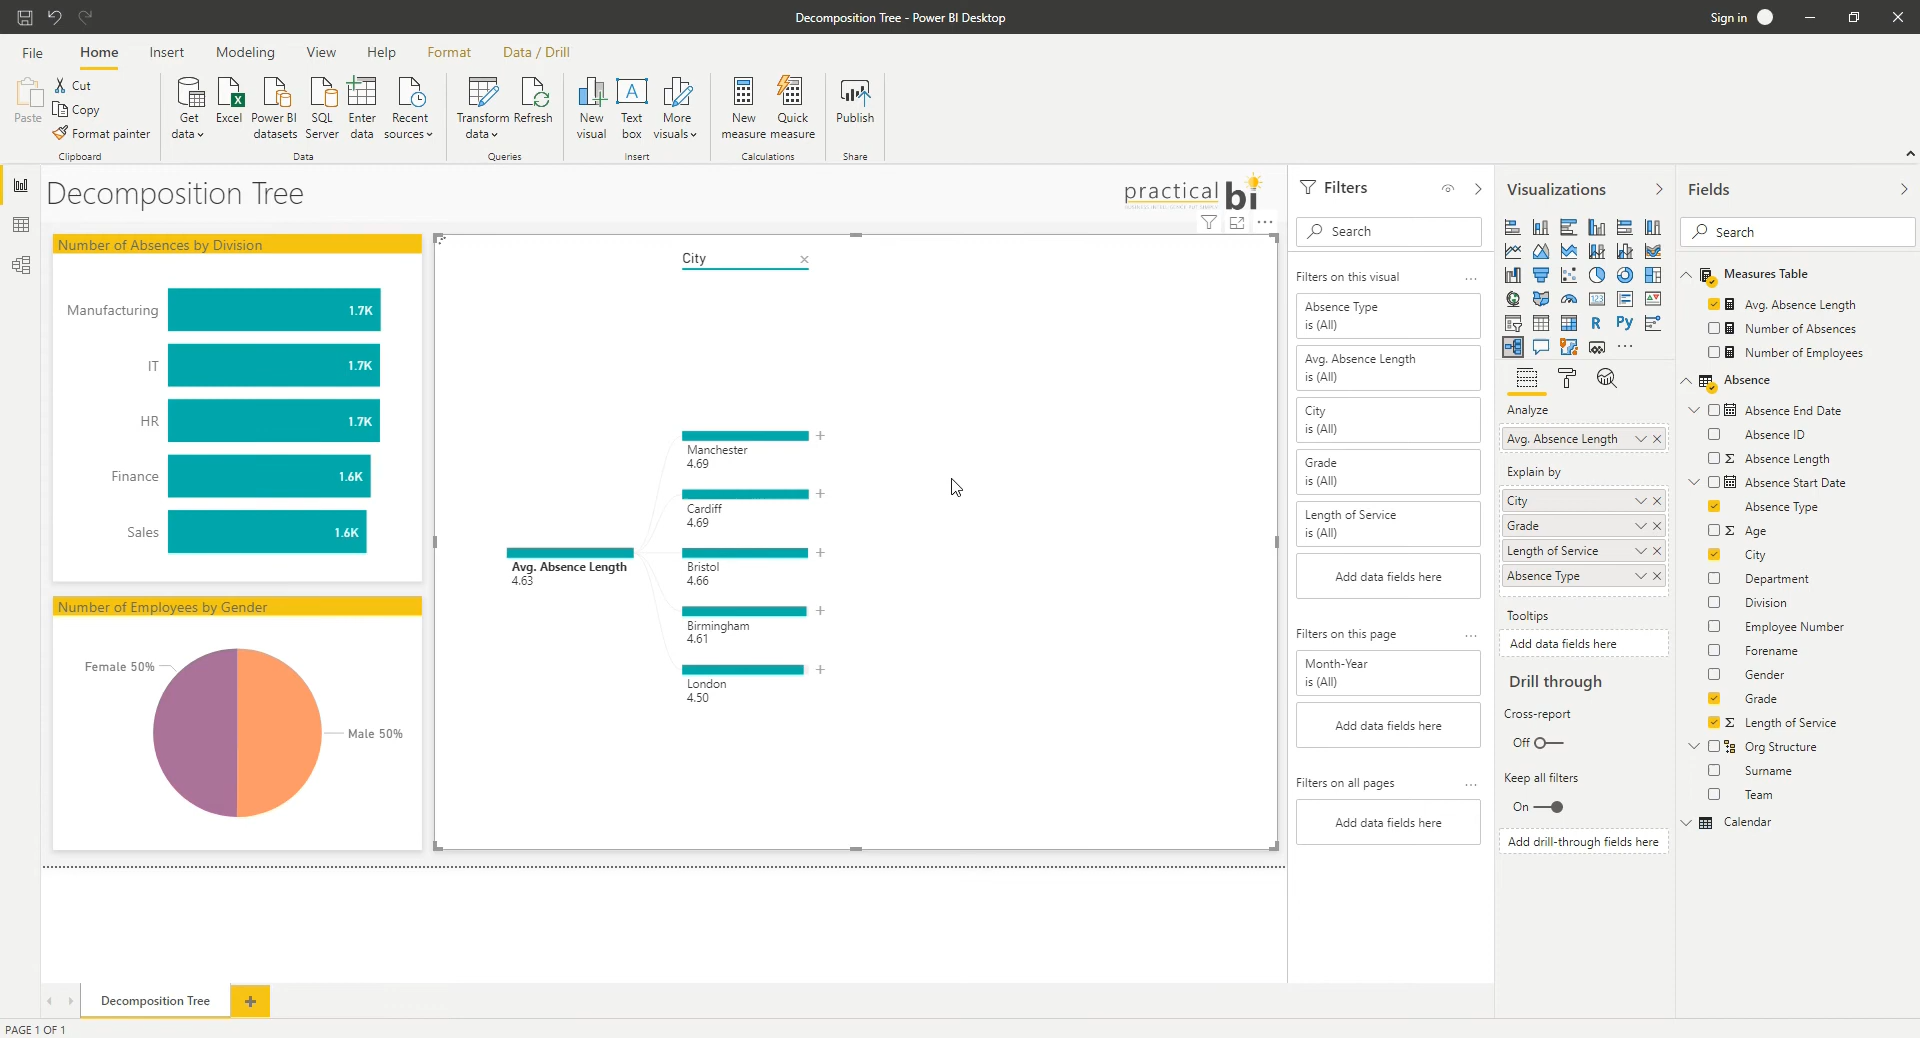 Decomposition Tree - Power BI Desktop
Sign in
File Home Insert Modeling View Help Format Data / Drill
Paste
Cut
Copy
Format painter
Clipboard
Get data
Excel
Power BI datasets
SQL Server
Enter data
Recent sources
Data
Transform data
Refresh
Queries
New visual
Text box
More visuals
Insert
New measure
Quick measure
Calculations
Publish
Share
Decomposition Tree
practical bi
Number of Absences by Division
Manufacturing 1.7K
IT 1.7K
HR 1.7K
Finance 1.6K
Sales 1.6K
Number of Employees by Gender
Female 50%
Male 50%
City
Manchester
4.69
Cardiff
4.69
Avg. Absence Length
4.63
Bristol
4.66
Birmingham
4.61
London
4.50
Filters
Search
Filters on this visual
Absence Type
is (All)
Avg. Absence Length
is (All)
City
is (All)
Grade
is (All)
Length of Service
is (All)
Add data fields here
Filters on this page
Month-Year
is (All)
Add data fields here
Filters on all pages
Add data fields here
Visualizations
R Py
123
Analyze
Avg. Absence Length
Explain by
City
Grade
Length of Service
Absence Type
Tooltips
Add data fields here
Drill through
Cross-report
Off
Keep all filters
On
Add drill-through fields here
Fields
Search
Measures Table
Avg. Absence Length
Number of Absences
Number of Employees
Absence
Absence End Date
Absence ID
Absence Length
Absence Start Date
Absence Type
Age
City
Department
Division
Employee Number
Forename
Gender
Grade
Length of Service
Org Structure
Surname
Team
Calendar
Decomposition Tree
PAGE 1 OF 1